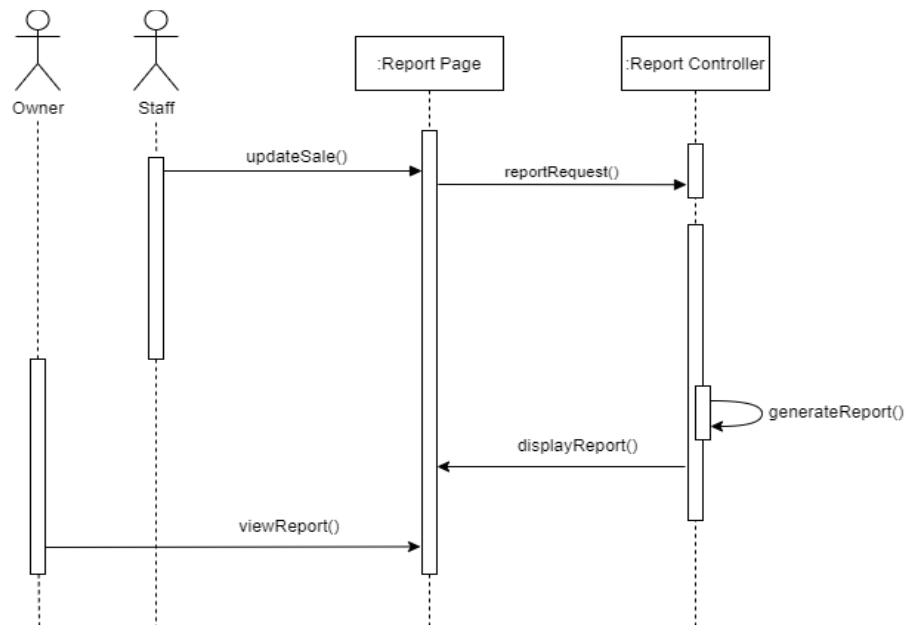 Owner
Staff
:Report Page
:Report Controller
updateSale()
reportRequest()
generateReport()
displayReport()
viewReport()